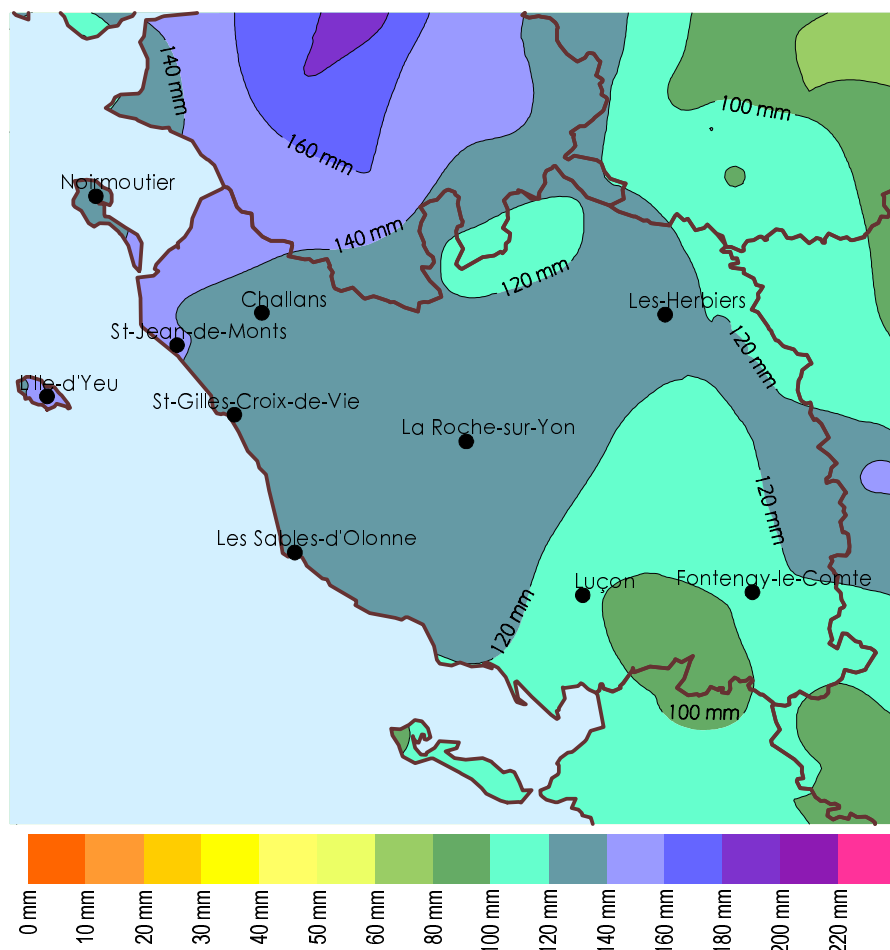 140 mm
100 mm
160 mm
Noirmoutier
140 mm
120 mm
Challans
Les-Herbiers
St-Jean-de-Monts
120 mm
L'Ile-d'Yeu
St-Gilles-Croix-de-Vie
La Roche-sur-Yon
120 mm
Les Sables-d'Olonne
Luçon
Fontenay-le-Comte
120 mm
100 mm
0 mm
10 mm
20 mm
30 mm
40 mm
50 mm
60 mm
80 mm
100 mm
120 mm
140 mm
160 mm
180 mm
200 mm
220 mm